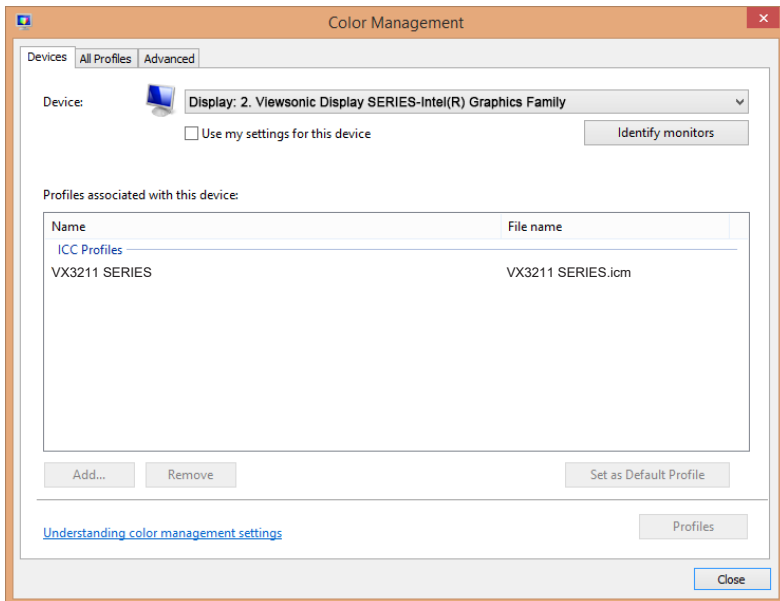 Color Management
Devices All Profiles Advanced
Device: Display: 2. Viewsonic Display SERIES-Intel(R) Graphics Family
Use my settings for this device Identify monitors
Profiles associated with this device:
Name File name
ICC Profiles
VX3211 SERIES VX3211 SERIES.icm
Add... Remove Set as Default Profile
Understanding color management settings Profiles
Close